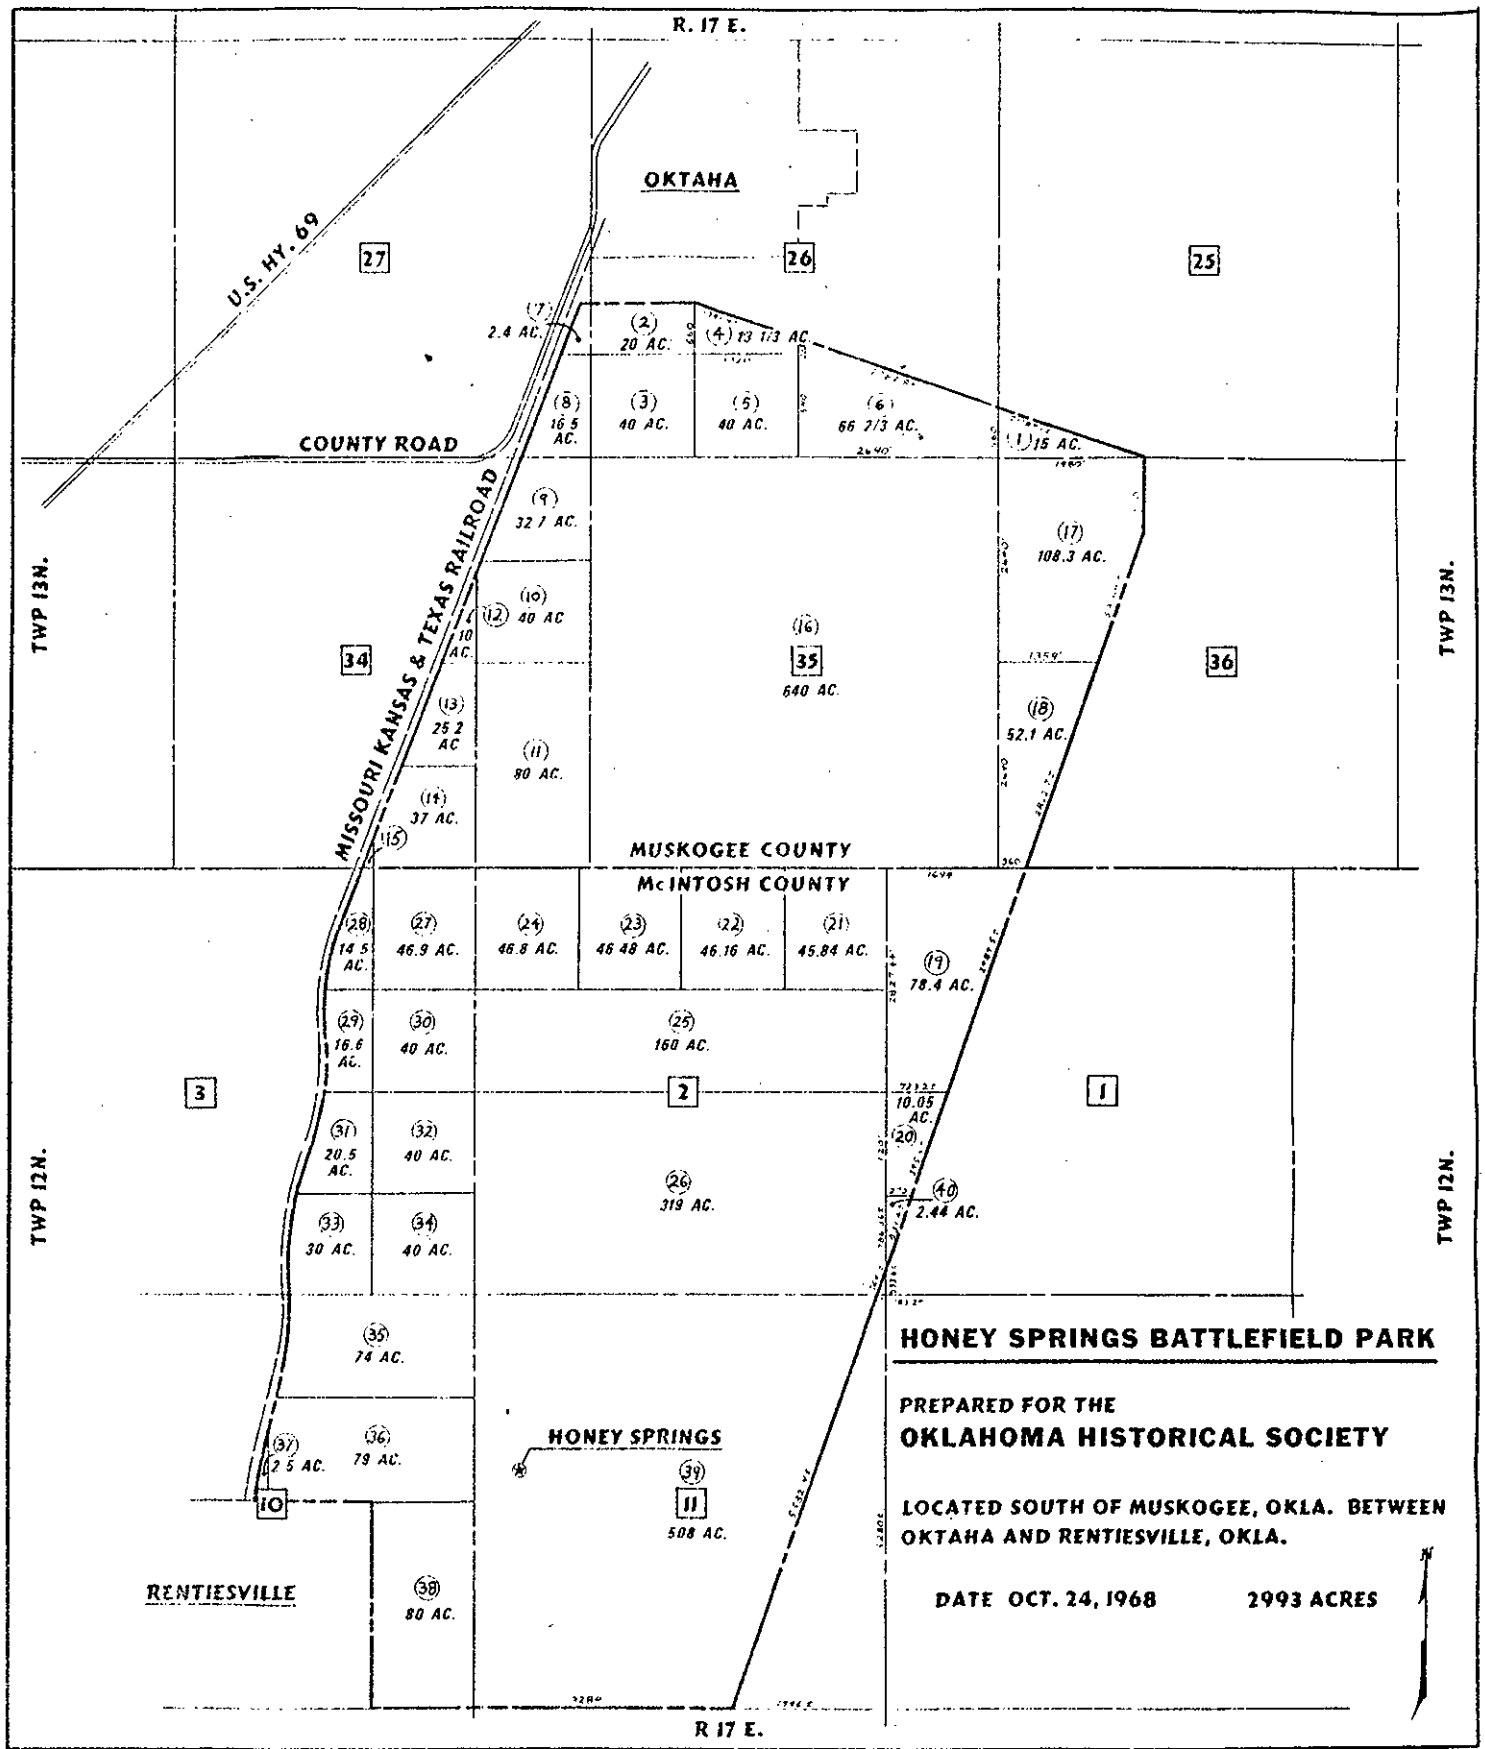 R. 17 E.
OKTAHA
U.S. HY. 69
27
26
25
(7)
2.4 AC.
(2)
20 AC.
660
(4) 13 1/3 AC.
1320
(8)
16.5
AC.
(3)
40 AC.
(5)
40 AC.
(6)
66 2/3 AC.
2640'
(1) 15 AC.
1980'
COUNTY ROAD
MISSOURI KANSAS & TEXAS RAILROAD
(9)
32.7 AC.
(17)
108.3 AC.
2640'
TWP 13N.
TWP 13N.
(10)
40 AC
(12)
10
AC.
(16)
34
35
640 AC.
1359'
36
(13)
25.2
AC
(18)
52.1 AC.
2640
(11)
80 AC.
(14)
37 AC.
(15)
MUSKOGEE COUNTY
360
McINTOSH COUNTY
1694
(28)
14.5
AC.
(27)
46.9 AC.
(24)
46.8 AC.
(23)
46.48 AC.
(22)
46.16 AC.
(21)
45.84 AC.
(19)
78.4 AC.
(29)
16.6
AC.
(30)
40 AC.
(25)
160 AC.
3
2
1
10.05
AC.
(20)
(31)
20.5
AC.
(32)
40 AC.
(26)
319 AC.
(40)
2.44 AC.
TWP 12N.
TWP 12N.
(33)
30 AC.
(34)
40 AC.
(35)
74 AC.
HONEY SPRINGS BATTLEFIELD PARK
PREPARED FOR THE
OKLAHOMA HISTORICAL SOCIETY
(37)
2.5 AC.
(36)
79 AC.
HONEY SPRINGS
(39)
10
11
508 AC.
5280'
LOCATED SOUTH OF MUSKOGEE, OKLA. BETWEEN
OKTAHA AND RENTIESVILLE, OKLA.
N
RENTIESVILLE
(38)
80 AC.
DATE OCT. 24, 1968
2993 ACRES
R 17 E.